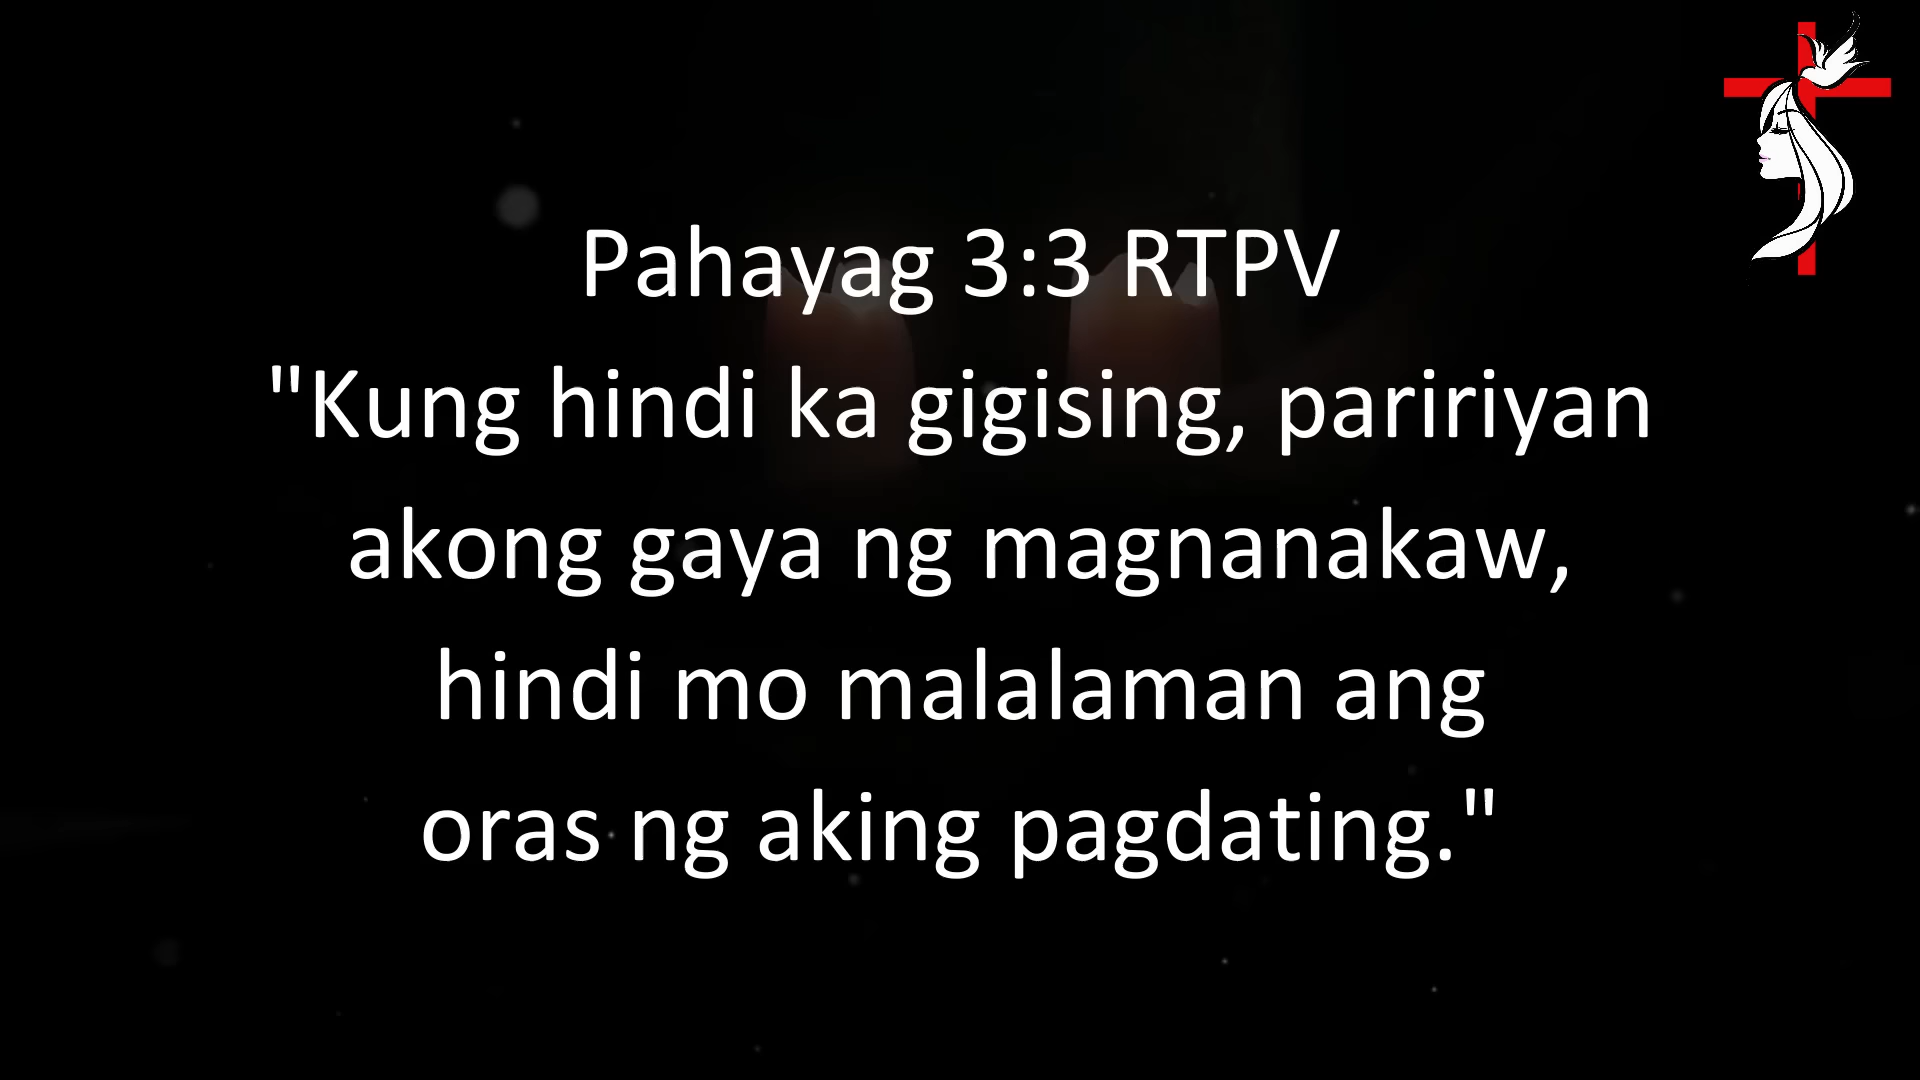 Pahayag 3:3 RTPV
"Kung hindi ka gigising, paririyan
akong gaya ng magnanakaw,
hindi mo malalaman ang
oras ng aking pagdating."